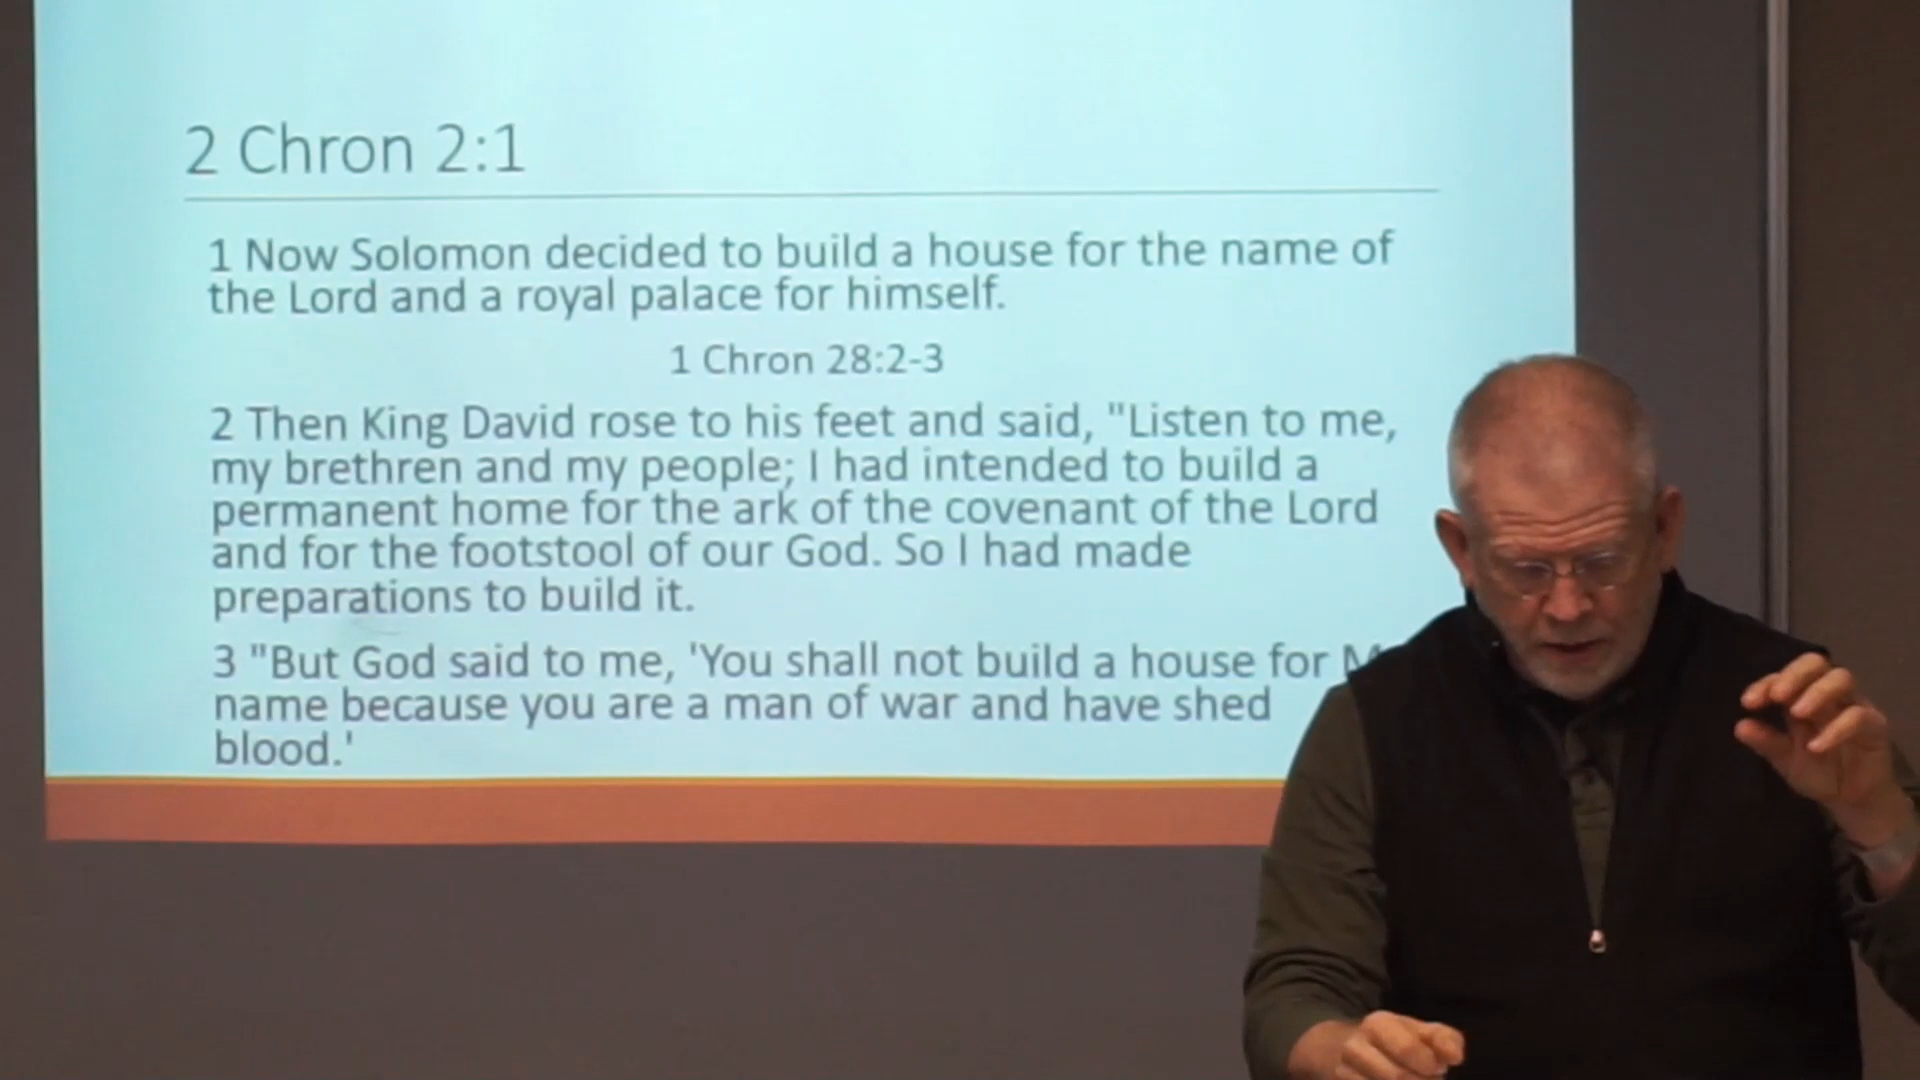 2 Chron 2:1
1 Now Solomon decided to build a house for the name of
the Lord and a royal palace for himself.
1 Chron 28:2-3
2 Then King David rose to his feet and said, "Listen to me,
my brethren and my people; I had intended to build a
permanent home for the ark of the covenant of the Lord
and for the footstool of our God. So I had made
preparations to build it.
3 "But God said to me, 'You shall not build a house for
name because you are a man of war and have shed
blood.'